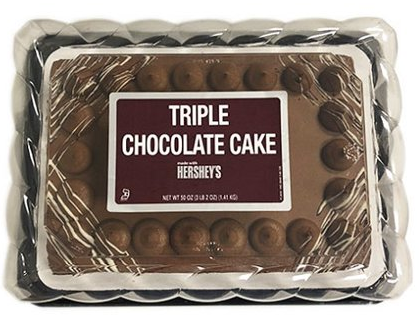 TRIPLE
CHOCOLATE CAKE
made with
HERSHEY'S
NET WT 50 OZ (3 LB 2 OZ) (1.41 KG)